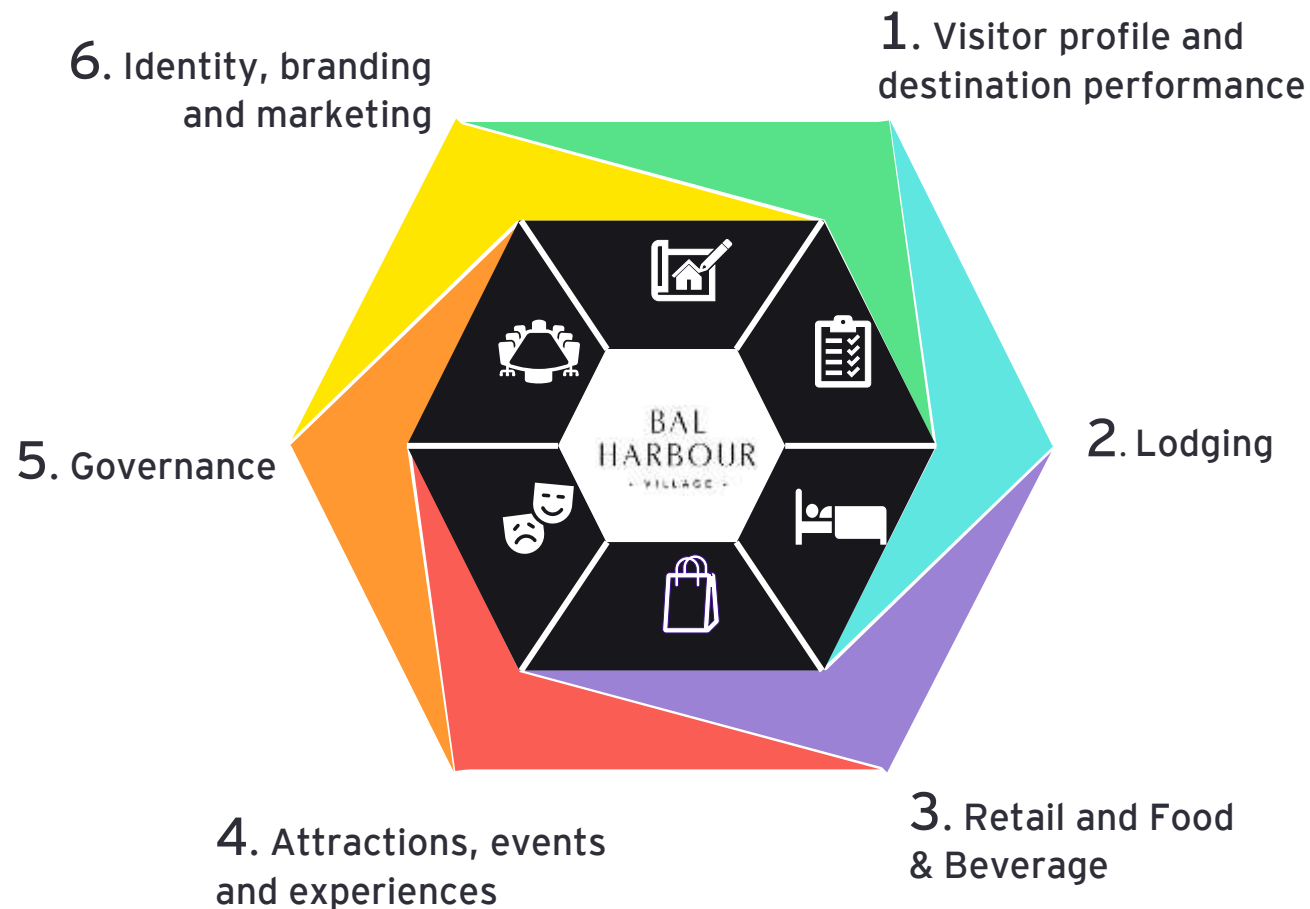 1. Visitor profile and
destination performance
2. Lodging
3. Retail and Food
& Beverage
4. Attractions, events
and experiences
5. Governance
6. Identity, branding
and marketing
BAL
HARBOUR
- VILLAGE -